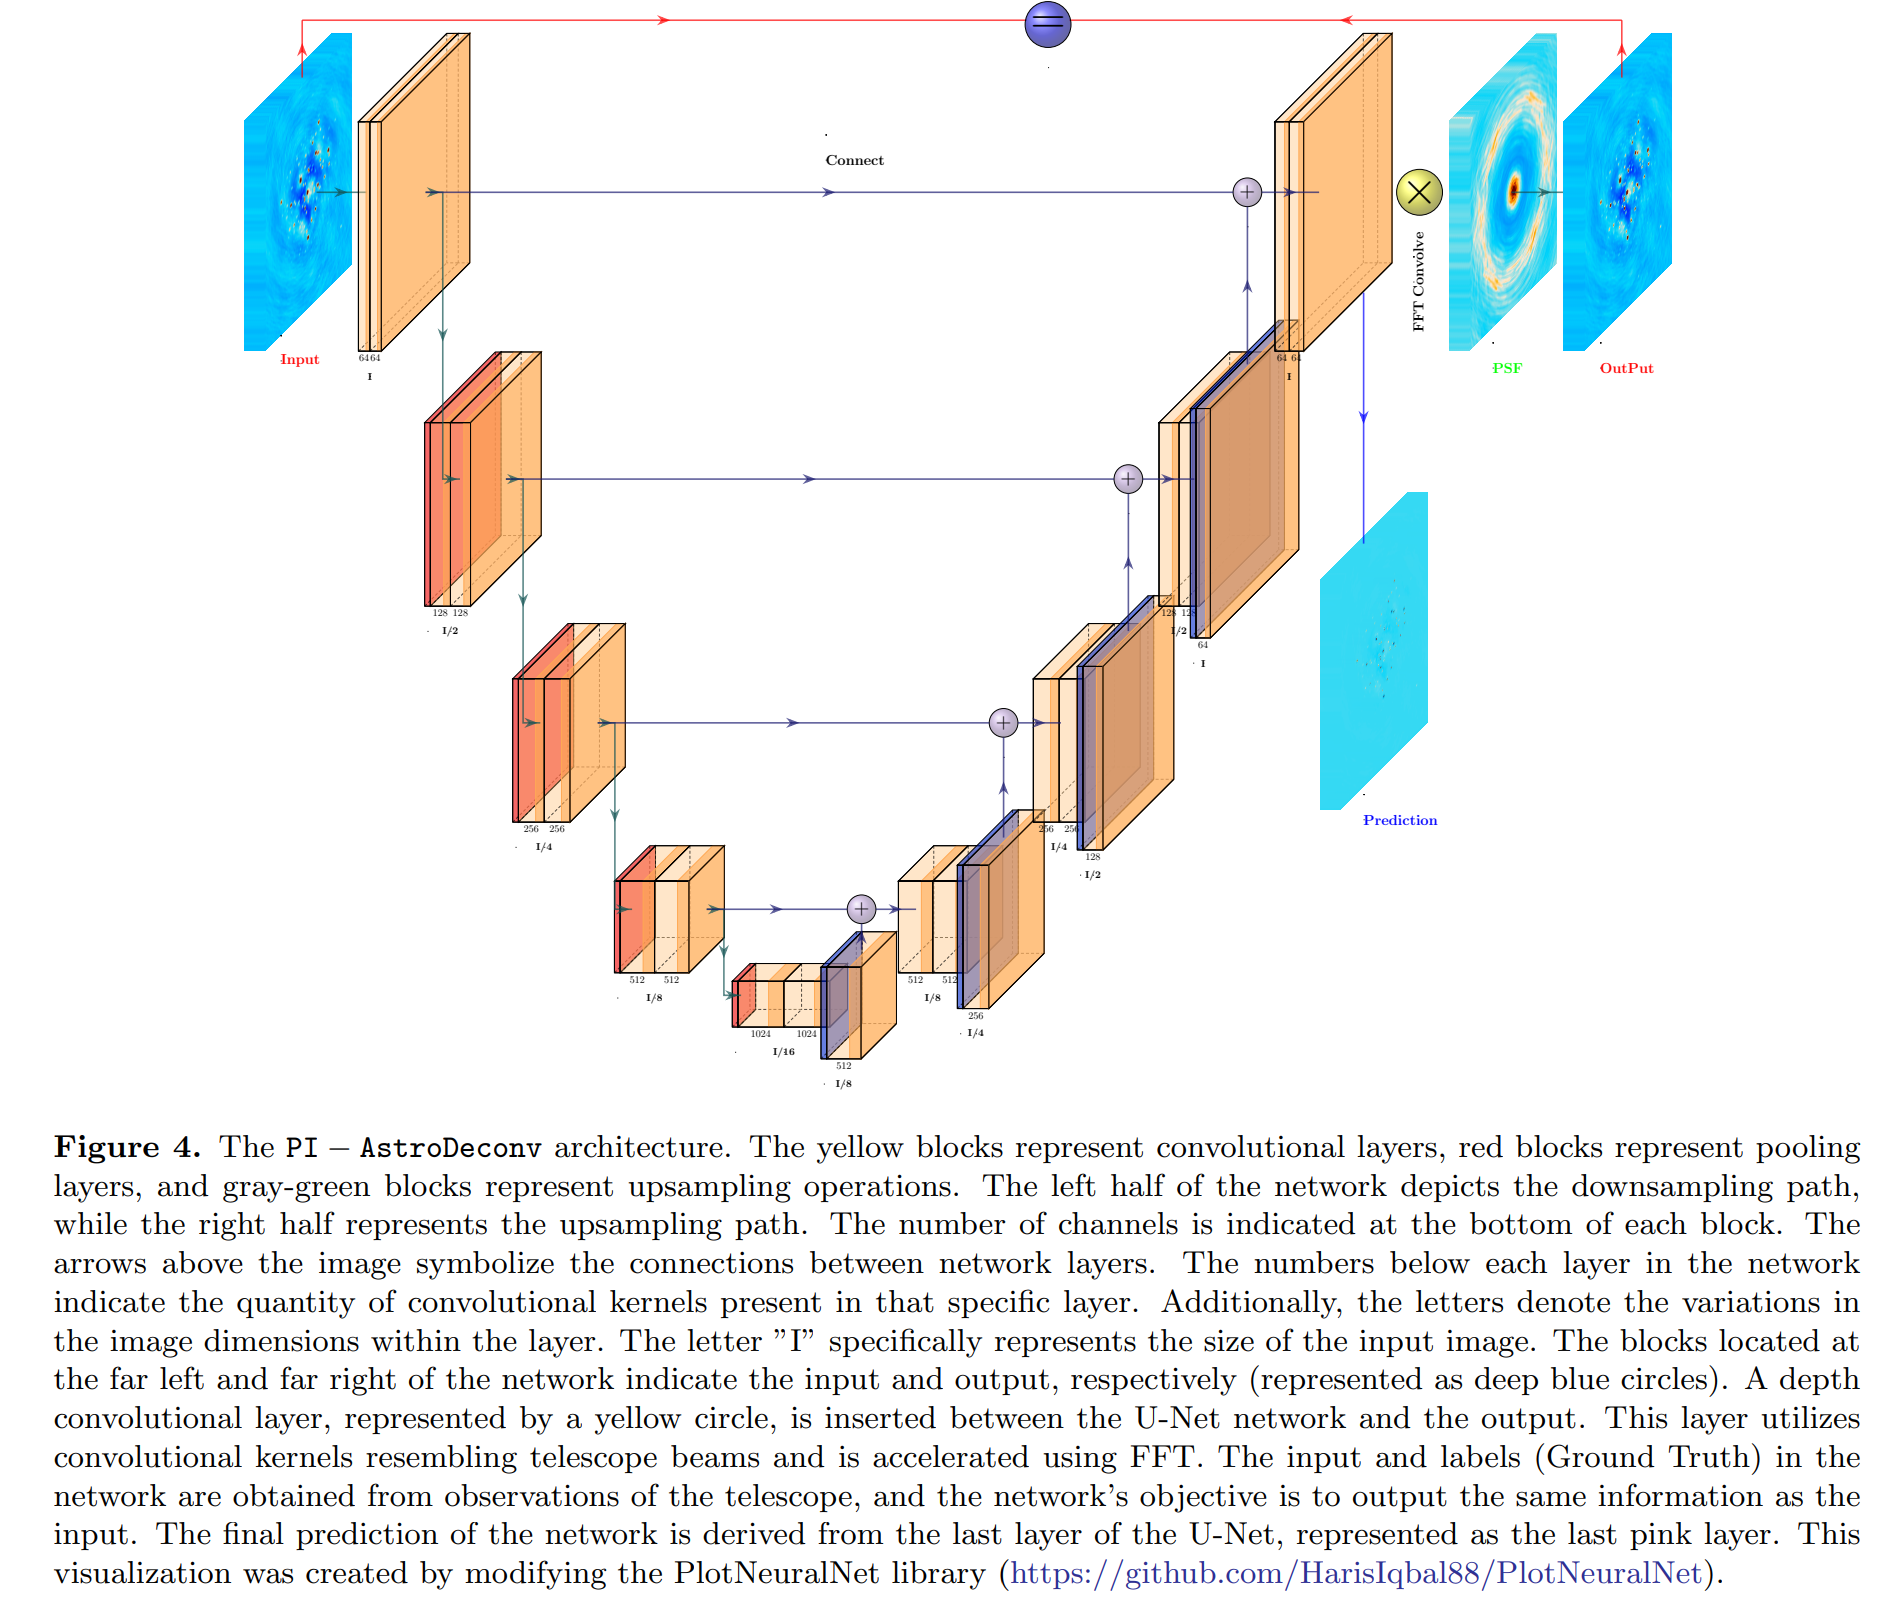 Connect
FFT Convolve
Input
PSF
OutPut
64 64
I
64 64
I
128 128
I/2
128 128
I/2
64
I
256 256
I/4
256 256
I/4
128
I/2
Prediction
512 512
I/8
512 512
I/8
256
I/4
1024 1024
I/16
512
I/8
Figure 4. The PI − AstroDeconv architecture. The yellow blocks represent convolutional layers, red blocks represent pooling
layers, and gray-green blocks represent upsampling operations. The left half of the network depicts the downsampling path,
while the right half represents the upsampling path. The number of channels is indicated at the bottom of each block. The
arrows above the image symbolize the connections between network layers. The numbers below each layer in the network
indicate the quantity of convolutional kernels present in that specific layer. Additionally, the letters denote the variations in
the image dimensions within the layer. The letter ”I” specifically represents the size of the input image. The blocks located at
the far left and far right of the network indicate the input and output, respectively (represented as deep blue circles). A depth
convolutional layer, represented by a yellow circle, is inserted between the U-Net network and the output. This layer utilizes
convolutional kernels resembling telescope beams and is accelerated using FFT. The input and labels (Ground Truth) in the
network are obtained from observations of the telescope, and the network’s objective is to output the same information as the
input. The final prediction of the network is derived from the last layer of the U-Net, represented as the last pink layer. This
visualization was created by modifying the PlotNeuralNet library (https://github.com/HarisIqbal88/PlotNeuralNet).